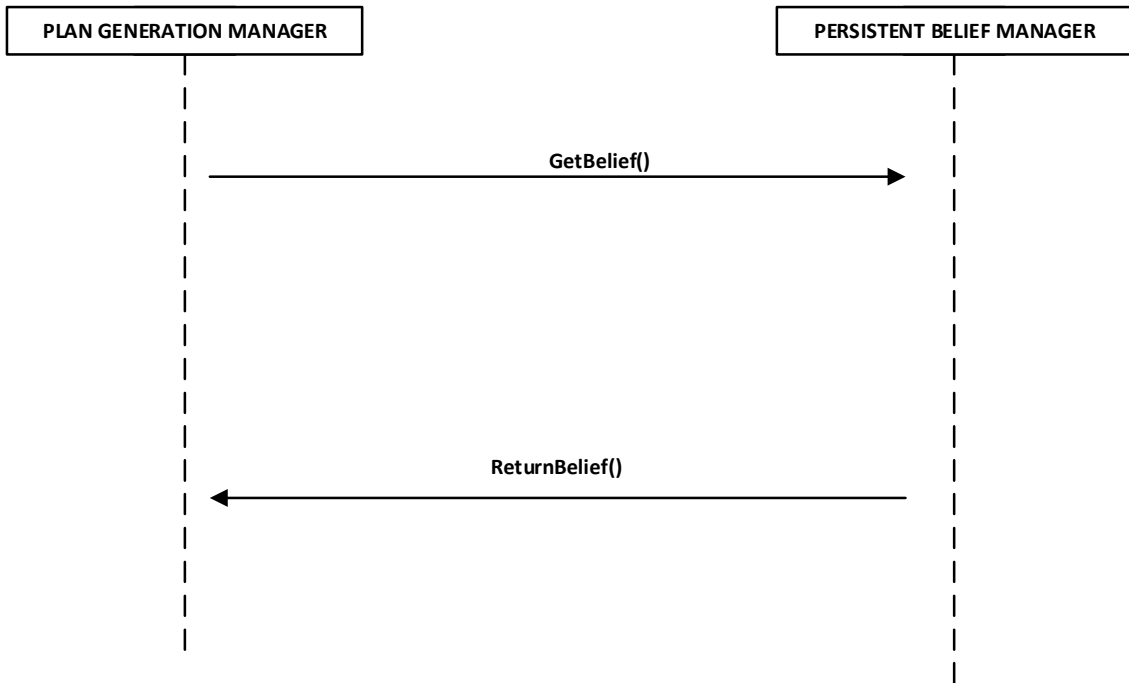 PLAN GENERATION MANAGER
PERSISTENT BELIEF MANAGER
GetBelief()
ReturnBelief()